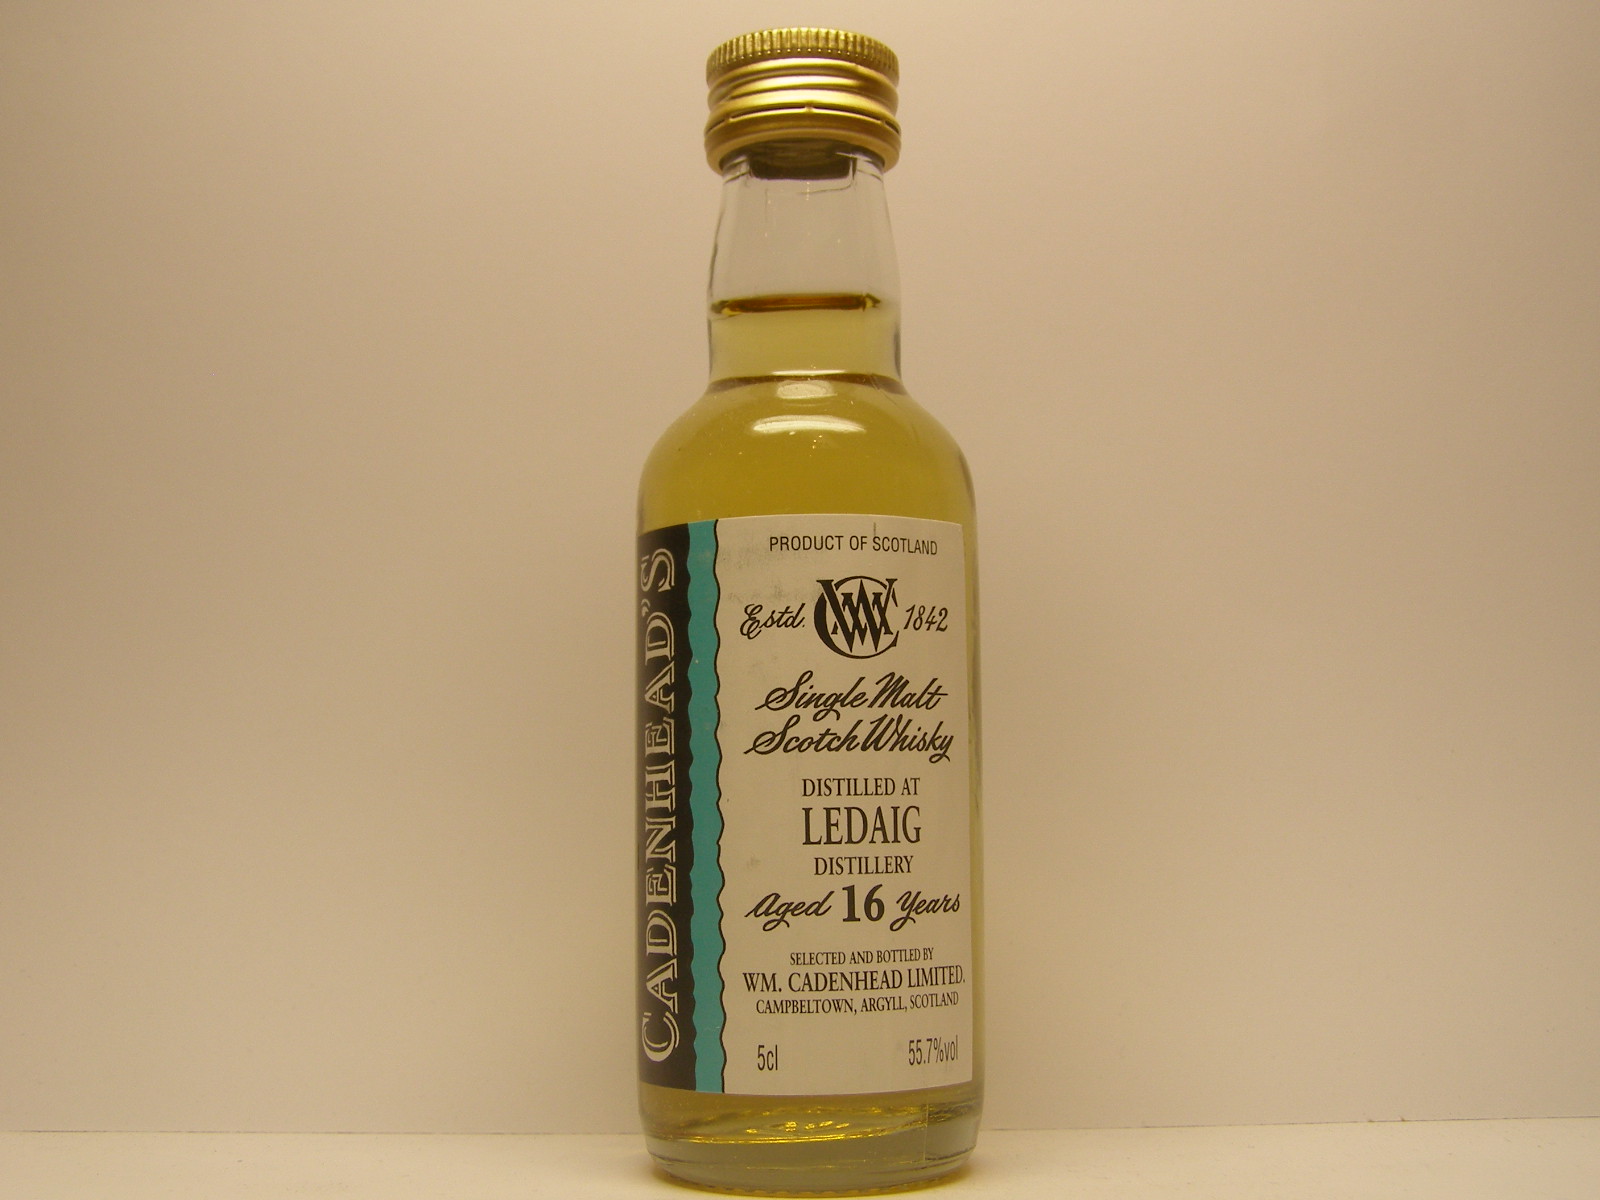 CADENHEAD'S
PRODUCT OF SCOTLAND
Estd. WC 1842
Single Malt
Scotch Whisky
DISTILLED AT
LEDAIG
DISTILLERY
Aged 16 Years
SELECTED AND BOTTLED BY
WM. CADENHEAD LIMITED.
CAMPBELTOWN, ARGYLL, SCOTLAND
5cl 55.7%vol